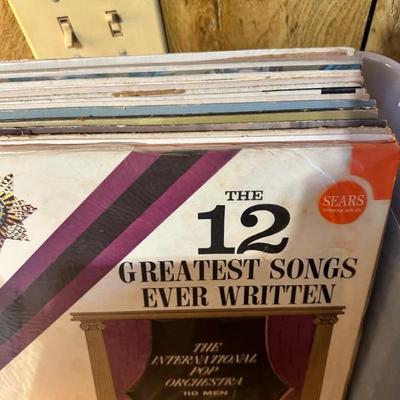 THE
12
GREATEST SONGS
EVER WRITTEN
SEARS
THE
INTERNATIONAL
POP
ORCHESTRA
110 MEN